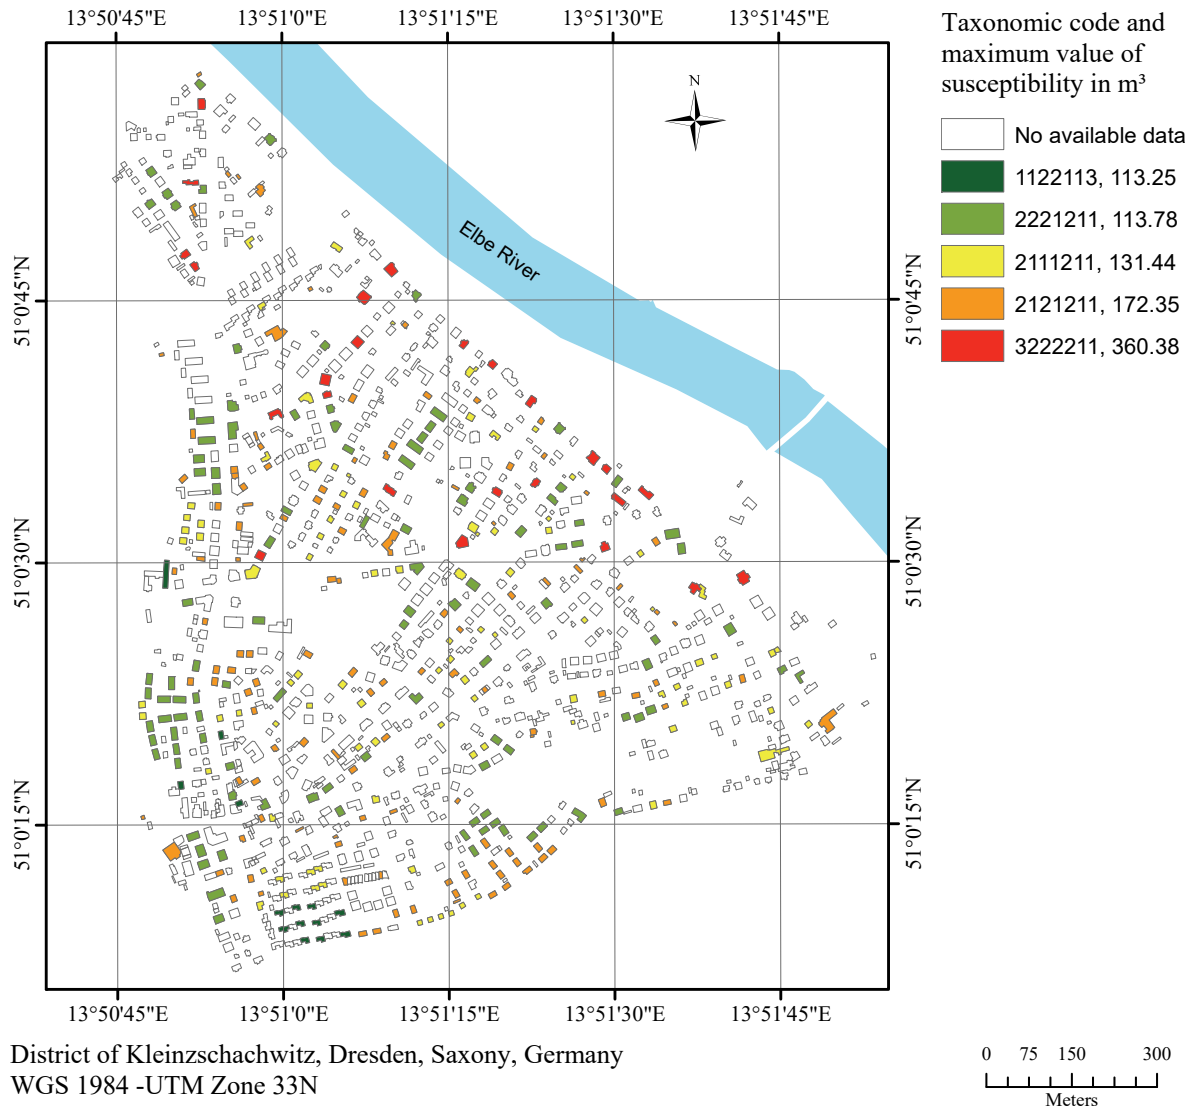 13°50'45"E 13°51'0"E 13°51'15"E 13°51'30"E 13°51'45"E
Taxonomic code and
maximum value of
susceptibility in m³
No available data
1122113, 113.25
2221211, 113.78
2111211, 131.44
2121211, 172.35
3222211, 360.38
N
Elbe River
51°0'45"N 51°0'45"N
51°0'30"N 51°0'30"N
51°0'15"N 51°0'15"N
13°50'45"E 13°51'0"E 13°51'15"E 13°51'30"E 13°51'45"E
District of Kleinzschachwitz, Dresden, Saxony, Germany
WGS 1984 -UTM Zone 33N
0 75 150 300
Meters